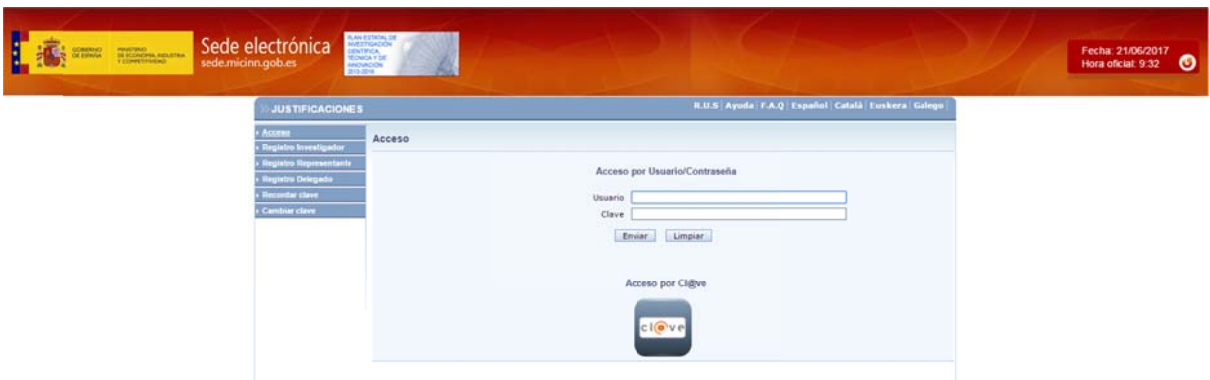 GOBIERNO
DE ESPAÑA
MINISTERIO
DE ECONOMÍA, INDUSTRIA
Y COMPETITIVIDAD
Sede electrónica
sede.micinn.gob.es
PLAN ESTATAL DE
INVESTIGACIÓN
CIENTÍFICA,
TÉCNICA Y DE
INNOVACIÓN
2013-2016
Fecha: 21/06/2017
Hora oficial: 9:32
JUSTIFICACIONES
R.U.S | Ayuda | F.A.Q | Español | Català | Euskera | Galego
Acceso
Registro Investigador
Registro Representante
Registro Delegado
Recordar clave
Cambiar clave
Acceso
Acceso por Usuario/Contraseña
Usuario
Clave
Enviar Limpiar
Acceso por Cl@ve
cl@ve